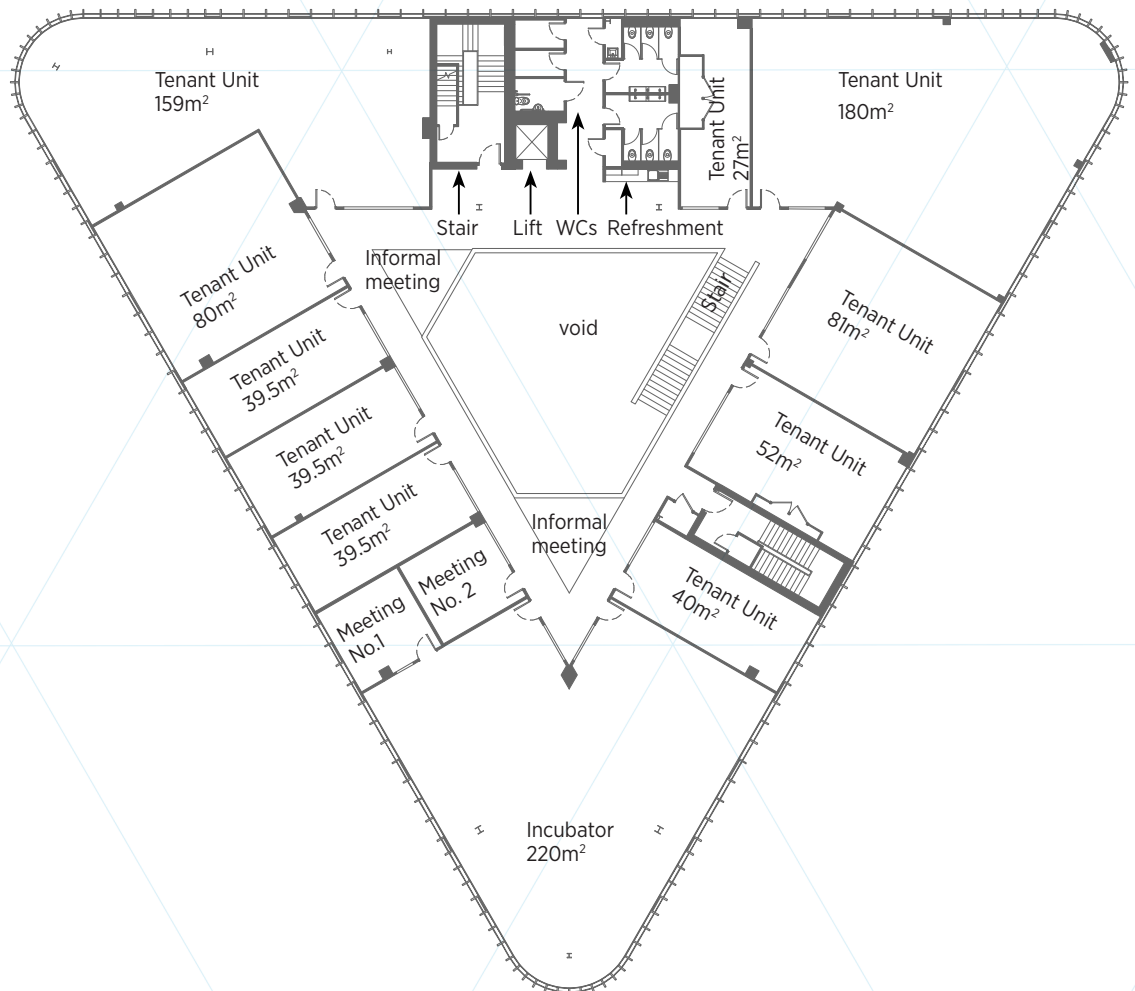 Tenant Unit
159m²
Tenant Unit
27m²
Tenant Unit
180m²
Stair
Lift
WCs
Refreshment
Informal
meeting
Stair
void
Tenant Unit
80m²
Tenant Unit
81m²
Tenant Unit
39.5m²
Tenant Unit
39.5m²
Tenant Unit
52m²
Tenant Unit
39.5m²
Informal
meeting
Meeting
No. 2
Meeting
No.1
Tenant Unit
40m²
Incubator
220m²